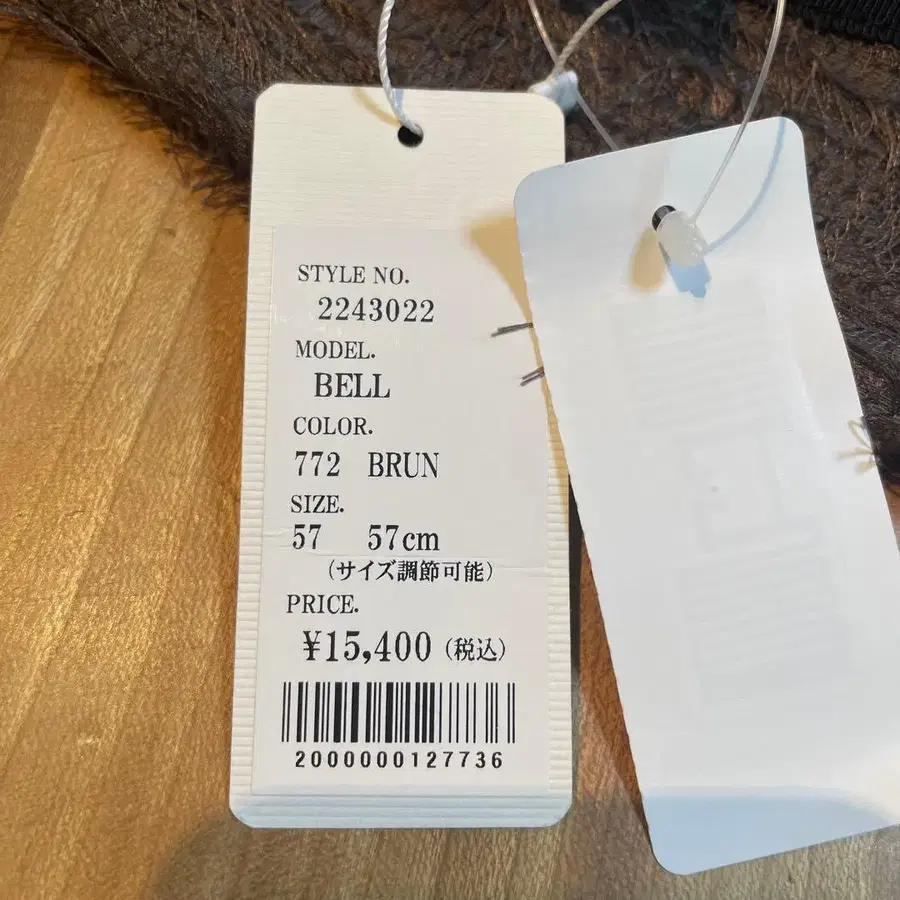 STYLE NO.
2243022
MODEL.
BELL
COLOR.
772 BRUN
SIZE.
57 57cm
(サイズ調節可能)
PRICE.
¥15,400 (税込)
2000000127736